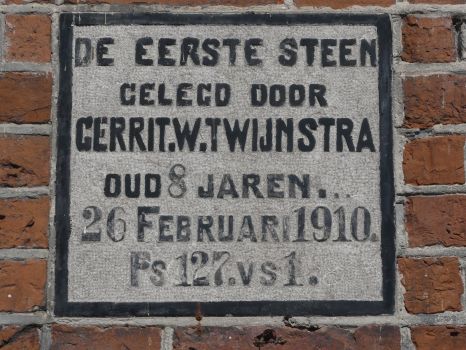 DE EERSTE STEEN
GELEGD DOOR
GERRIT.W.TWIJNSTRA
OUD 8 JAREN...
26 FEBRUARI 1910.
Ps 127.vs 1.